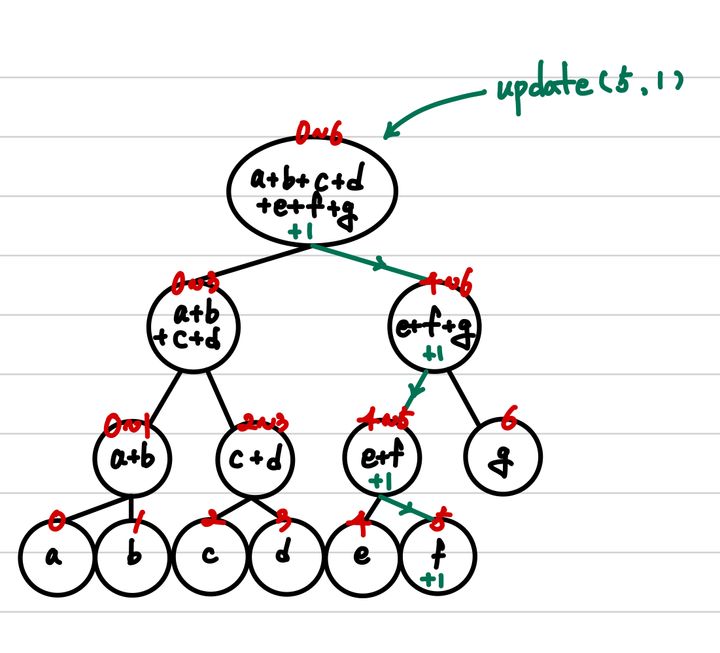 update(5,1)
0~6
a+b+c+d
+e+f+g
+1
0~3
a+b
+c+d
4~6
e+f+g
+1
0~1
a+b
2~3
c+d
4~5
e+f
+1
6
g
0
a
1
b
2
c
3
d
4
e
5
f
+1